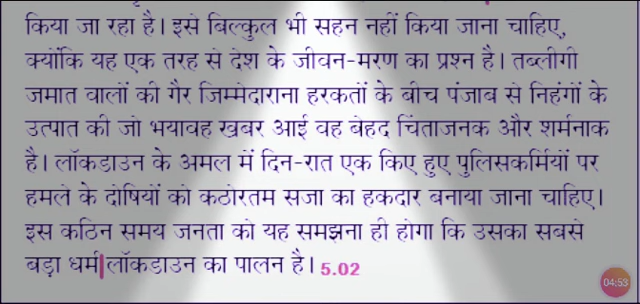 किया जा रहा है। इसे बिल्कुल भी सहन नहीं किया जाना चाहिए,
क्योंकि यह एक तरह से देश के जीवन-मरण का प्रश्न है। तब्लीगी
जमात वालों की गैर जिम्मेदाराना हरकतों के बीच पंजाब से निहंगों के
उत्पात की जो भयावह खबर आई वह बेहद चिंताजनक और शर्मनाक
है। लॉकडाउन के अमल में दिन-रात एक किए हुए पुलिसकर्मियों पर
हमले के दोषियों को कठोरतम सजा का हकदार बनाया जाना चाहिए।
इस कठिन समय जनता को यह समझना ही होगा कि उसका सबसे
बड़ा धर्म लॉकडाउन का पालन है। 5.02
04:53